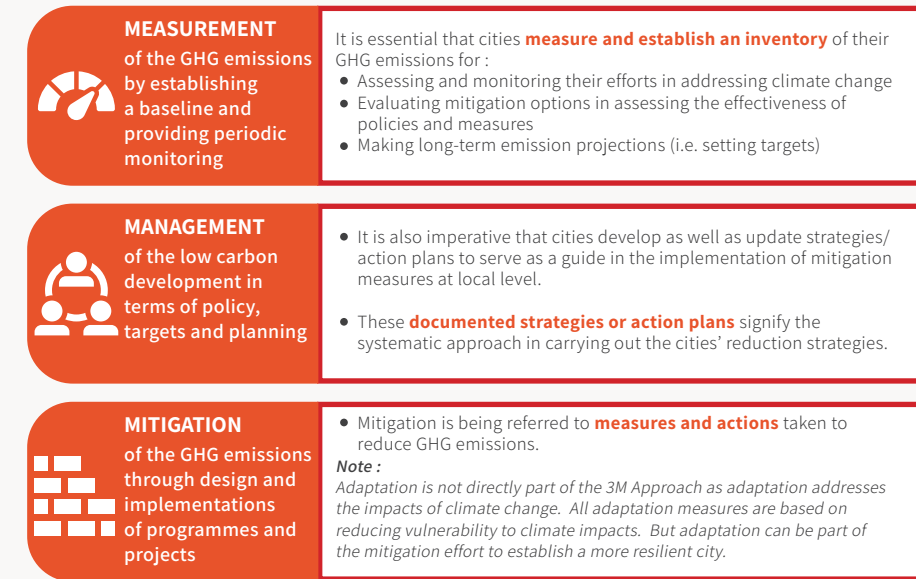 MEASUREMENT
of the GHG emissions
by establishing
a baseline and
providing periodic
monitoring
It is essential that cities measure and establish an inventory of their
GHG emissions for :
● Assessing and monitoring their efforts in addressing climate change
● Evaluating mitigation options in assessing the effectiveness of
policies and measures
● Making long-term emission projections (i.e. setting targets)
MANAGEMENT
of the low carbon
development in
terms of policy,
targets and planning
● It is also imperative that cities develop as well as update strategies/
action plans to serve as a guide in the implementation of mitigation
measures at local level.
● These documented strategies or action plans signify the
systematic approach in carrying out the cities’ reduction strategies.
MITIGATION
of the GHG emissions
through design and
implementations
of programmes and
projects
● Mitigation is being referred to measures and actions taken to
reduce GHG emissions.
Note :
Adaptation is not directly part of the 3M Approach as adaptation addresses
the impacts of climate change. All adaptation measures are based on
reducing vulnerability to climate impacts. But adaptation can be part of
the mitigation effort to establish a more resilient city.